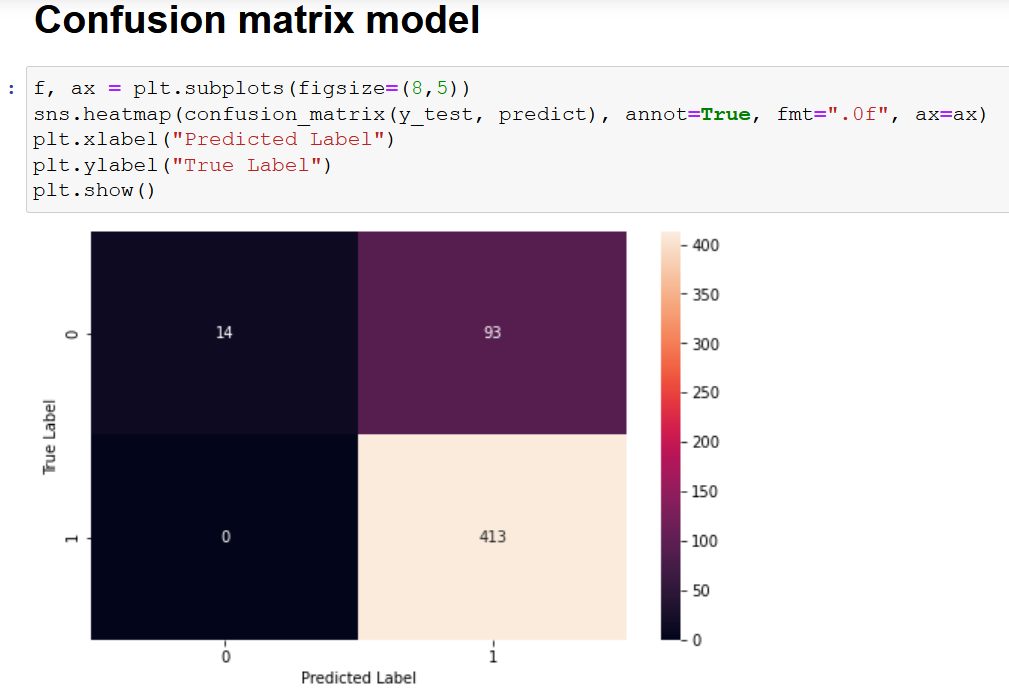 Confusion matrix model
:
f, ax = plt.subplots(figsize=(8,5))
sns.heatmap(confusion_matrix(y_test, predict), annot=True, fmt=".0f", ax=ax)
plt.xlabel("Predicted Label")
plt.ylabel("True Label")
plt.show()
400
350
300
250
200
150
100
50
0
14
93
0
413
0
1
True Label
0
1
Predicted Label